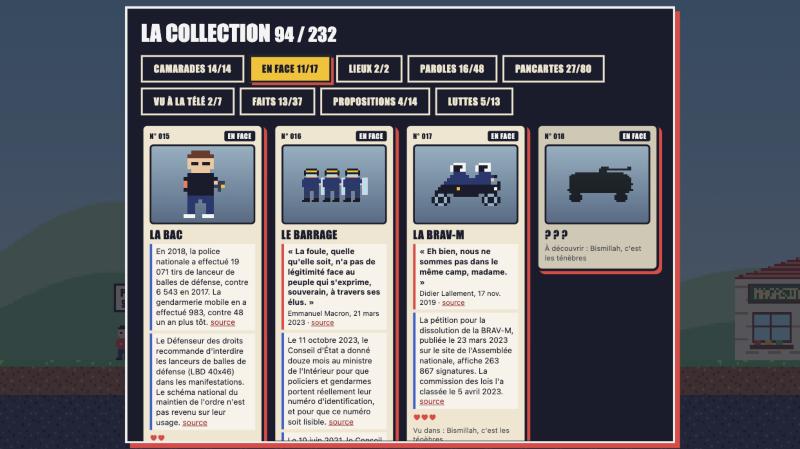 LA COLLECTION 94 / 232
CAMARADES 14/14
EN FACE 11/17
LIEUX 2/2
PAROLES 16/48
PANCARTES 27/80
VU À LA TÉLÉ 2/7
FAITS 13/37
PROPOSITIONS 4/14
LUTTES 5/13
N° 015
EN FACE
LA BAC
En 2018, la police
nationale a effectué 19
071 tirs de lanceur de
balles de défense, contre
6 543 en 2017. La
gendarmerie mobile en a
effectué 983, contre 48
un an plus tôt. source
Le Défenseur des droits
recommande d'interdire
les lanceurs de balles de
défense (LBD 40x46)
dans les manifestations.
Le schéma national du
maintien de l'ordre n'est
pas revenu sur leur
usage. source
N° 016
EN FACE
LE BARRAGE
« La foule, quelle
qu'elle soit, n'a pas de
légitimité face au
peuple qui s'exprime,
souverain, à travers ses
élus. »
Emmanuel Macron, 21 mars
2023 · source
Le 11 octobre 2023, le
Conseil d'État a donné
douze mois au ministre
de l'Intérieur pour que
policiers et gendarmes
portent réellement leur
numéro d'identification,
et pour que ce numéro
soit lisible. source
Le 10 juin 2021, le Conseil
N° 017
EN FACE
LA BRAV-M
« Eh bien, nous ne
sommes pas dans le
même camp, madame.
»
Didier Lallement, 17 nov.
2019 · source
La pétition pour la
dissolution de la BRAV-M,
publiée le 23 mars 2023
sur le site de l'Assemblée
nationale, affiche 263
867 signatures. La
commission des lois l'a
classée le 5 avril 2023.
source
Vu dans : Bismillah, c'est les
ténèbres
N° 018
EN FACE
? ? ?
À découvrir : Bismillah, c'est
les ténèbres
MAGASIN